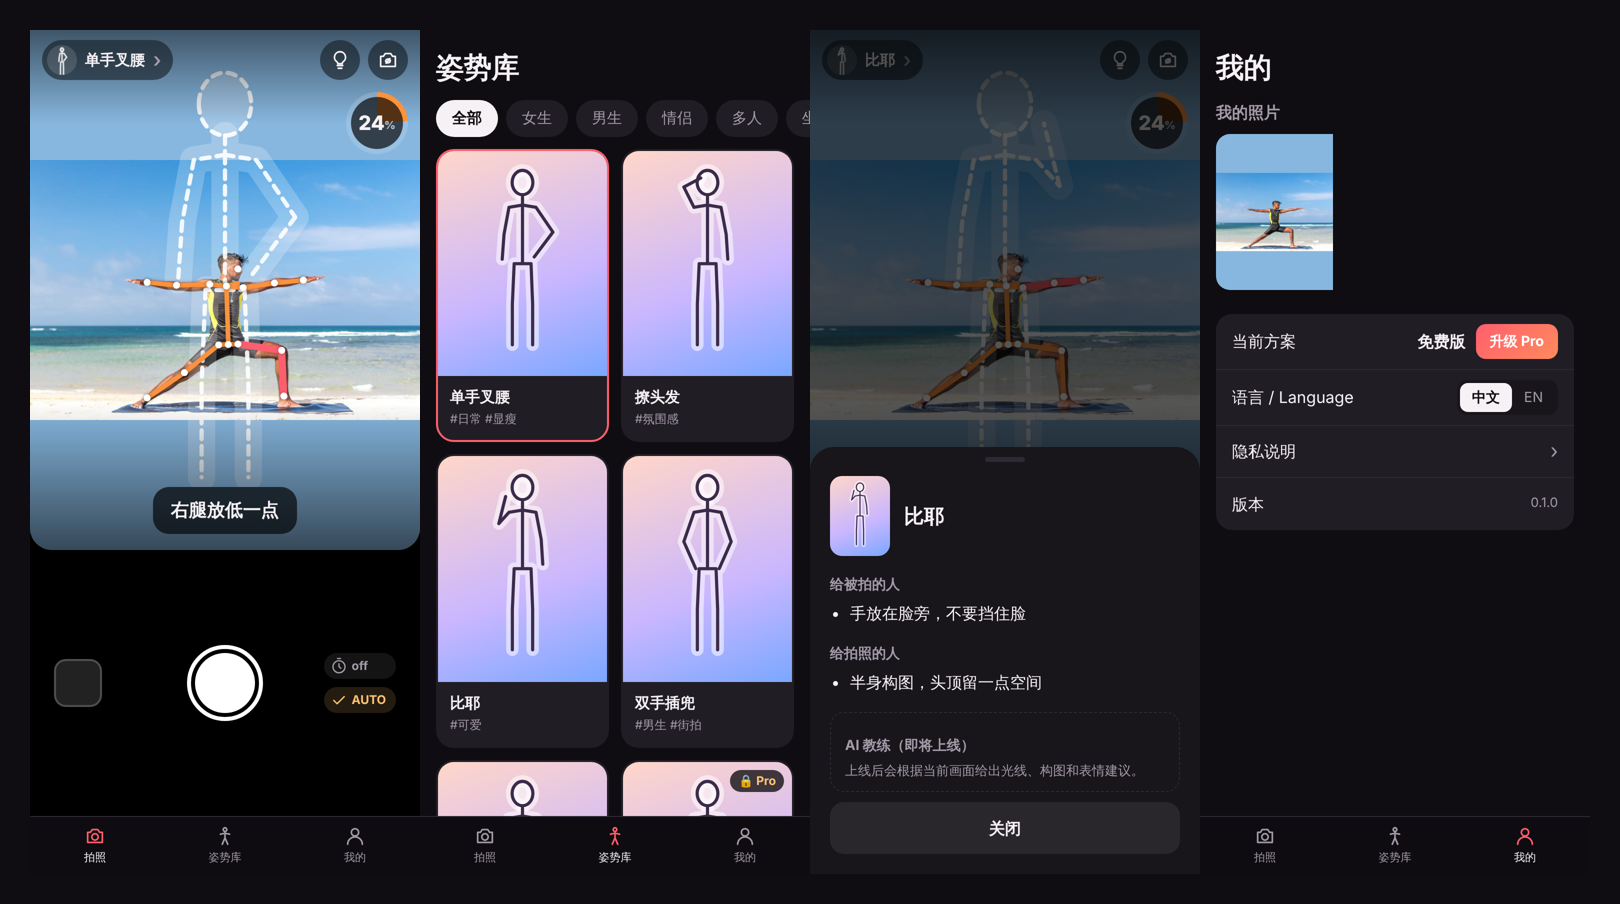 单手叉腰
24%
右腿放低一点
off
AUTO
拍照
姿势库
我的
姿势库
全部
女生
男生
情侣
多人
单手叉腰
#日常 #显瘦
撩头发
#氛围感
比耶
#可爱
双手插兜
#男生 #街拍
Pro
拍照
姿势库
我的
比耶
24%
比耶
给被拍的人
• 手放在脸旁，不要挡住脸
给拍照的人
• 半身构图，头顶留一点空间
AI 教练（即将上线）
上线后会根据当前画面给出光线、构图和表情建议。
关闭
我的
我的照片
当前方案
免费版
升级 Pro
语言 / Language
中文
EN
隐私说明
版本
0.1.0
拍照
姿势库
我的